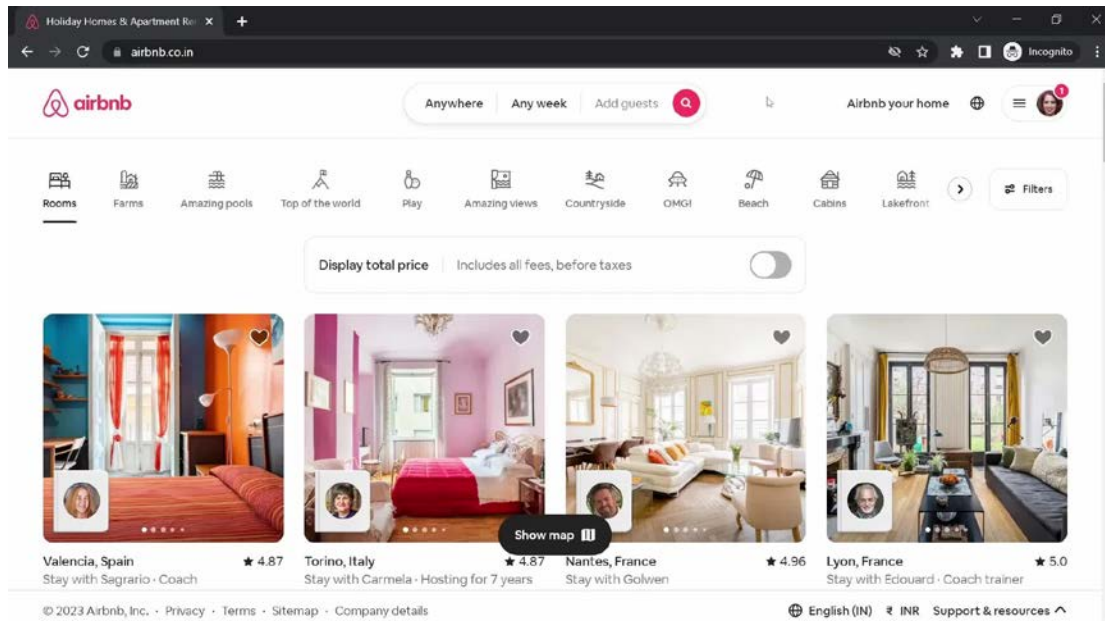 Holiday Homes & Apartment Re
airbnb.co.in
Incognito
airbnb
Anywhere Any week Add guests
Airbnb your home
1
Rooms Farms Amazing pools Top of the world Play Amazing views Countryside OMG! Beach Cabins Lakefront
Filters
Display total price Includes all fees, before taxes
Show map
Valencia, Spain ★ 4.87 Torino, Italy ★ 4.87 Nantes, France ★ 4.96 Lyon, France ★ 5.0
Stay with Sagrario · Coach Stay with Carmela · Hosting for 7 years Stay with Golwen Stay with Edouard · Coach trainer
© 2023 Airbnb, Inc. · Privacy · Terms · Sitemap · Company details English (IN) ₹ INR Support & resources